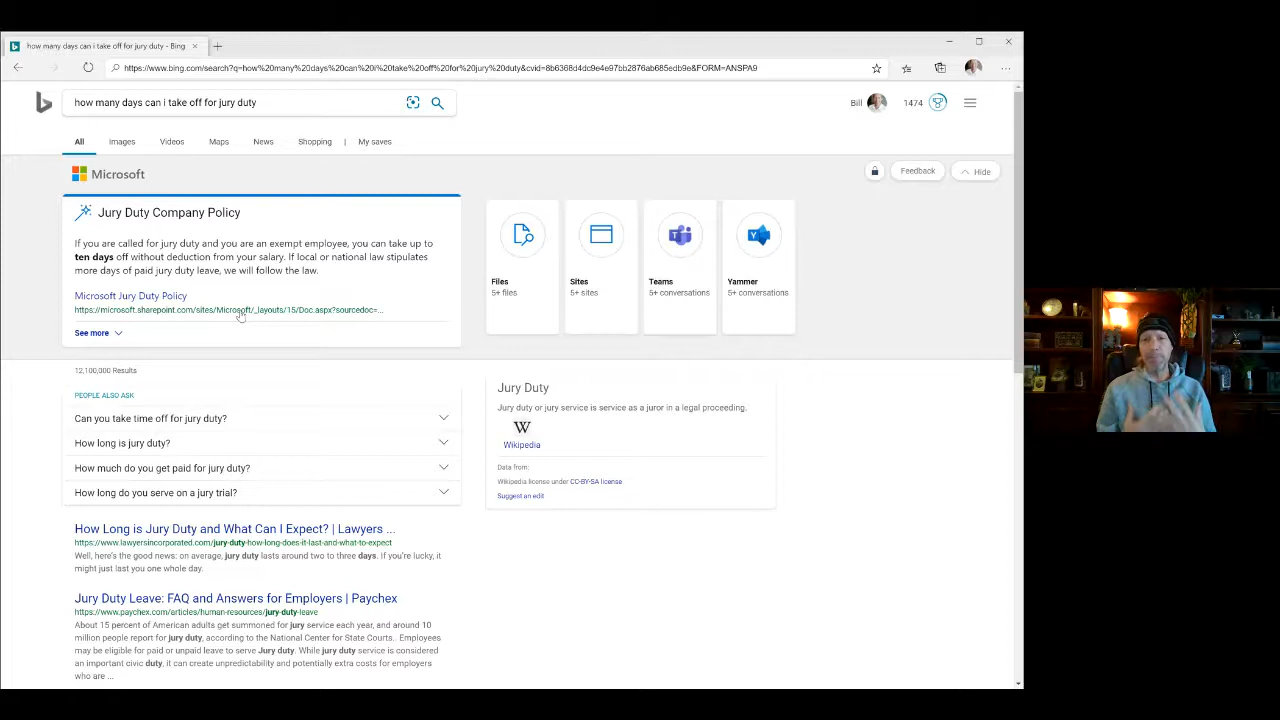 how many days can i take off for jury duty - Bing
https://www.bing.com/search?q=how%20many%20days%20can%20i%20take%20off%20for%20jury%20duty&cvid=8b6368d4dc9e4e97bb2876ab685edb9e&FORM=ANSPA9
how many days can i take off for jury duty
Bill 1474
All Images Videos Maps News Shopping | My saves
Microsoft
Feedback Hide
Jury Duty Company Policy
If you are called for jury duty and you are an exempt employee, you can take up to
ten days off without deduction from your salary. If local or national law stipulates
more days of paid jury duty leave, we will follow the law.
Microsoft Jury Duty Policy
https://microsoft.sharepoint.com/sites/Microsoft/_layouts/15/Doc.aspx?sourcedoc=...
See more
Files
5+ files
Sites
5+ sites
Teams
5+ conversations
Yammer
5+ conversations
12,100,000 Results
PEOPLE ALSO ASK
Can you take time off for jury duty?
How long is jury duty?
How much do you get paid for jury duty?
How long do you serve on a jury trial?
Jury Duty
Jury duty or jury service is service as a juror in a legal proceeding.
W
Wikipedia
Data from:
Wikipedia license under CC-BY-SA license
Suggest an edit
How Long is Jury Duty and What Can I Expect? | Lawyers ...
https://www.lawyersincorporated.com/jury-duty-how-long-does-it-last-and-what-to-expect
Well, here's the good news: on average, jury duty lasts around two to three days. If you're lucky, it
might just last you one whole day.
Jury Duty Leave: FAQ and Answers for Employers | Paychex
https://www.paychex.com/articles/human-resources/jury-duty-leave
About 15 percent of American adults get summoned for jury service each year, and around 10
million people report for jury duty, according to the National Center for State Courts.. Employees
may be eligible for paid or unpaid leave to serve Jury duty. While jury duty service is considered
an important civic duty, it can create unpredictability and potentially extra costs for employers
who are ...